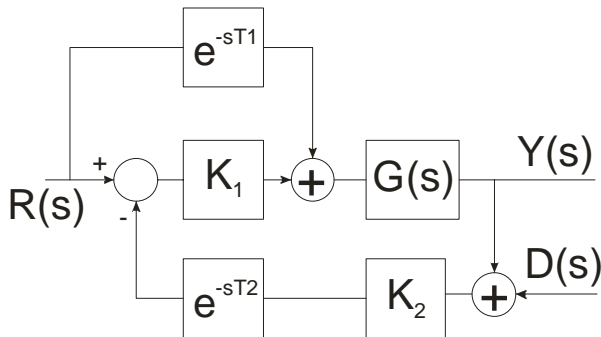 e^-sT1
+
K₁
+
G(s)
Y(s)
R(s)
-
D(s)
e^-sT2
K₂
+